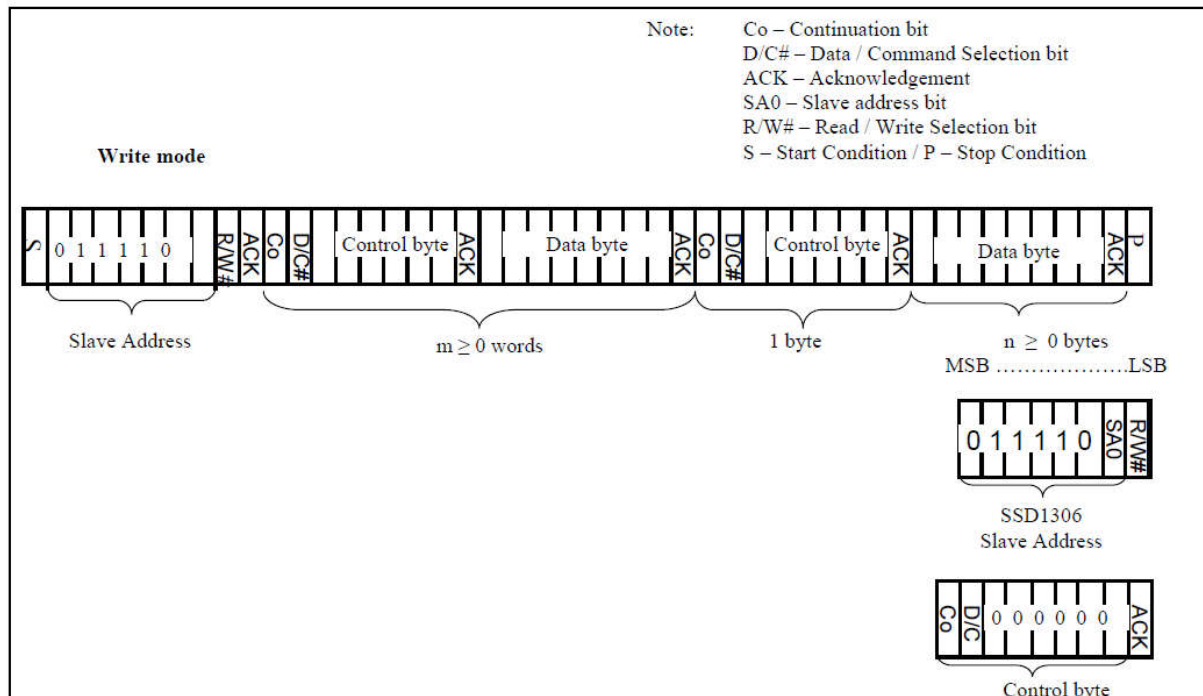 Note: Co – Continuation bit
D/C# – Data / Command Selection bit
ACK – Acknowledgement
SA0 – Slave address bit
R/W# – Read / Write Selection bit
S – Start Condition / P – Stop Condition
Write mode
S 0 1 1 1 1 0 R/W# ACK Co D/C# Control byte ACK Data byte ACK Co D/C# Control byte ACK Data byte ACK P
Slave Address m ≥ 0 words 1 byte n ≥ 0 bytes
MSB ………………….LSB
0 1 1 1 1 0 SA0 R/W#
SSD1306
Slave Address
Co D/C 0 0 0 0 0 0 ACK
Control byte